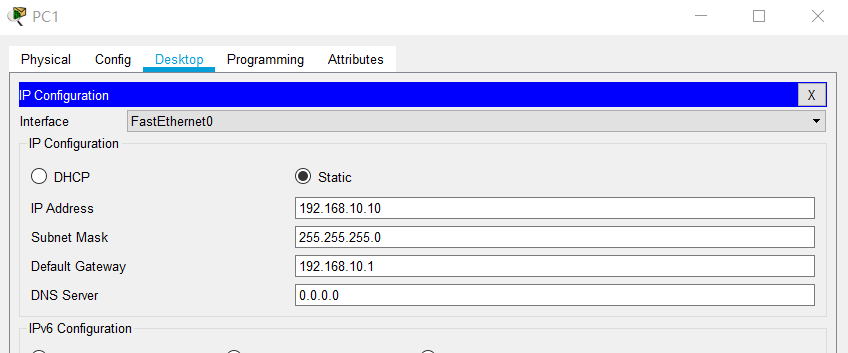 PC1
Physical Config Desktop Programming Attributes
IP Configuration X
Interface FastEthernet0
IP Configuration
DHCP Static
IP Address 192.168.10.10
Subnet Mask 255.255.255.0
Default Gateway 192.168.10.1
DNS Server 0.0.0.0
IPv6 Configuration